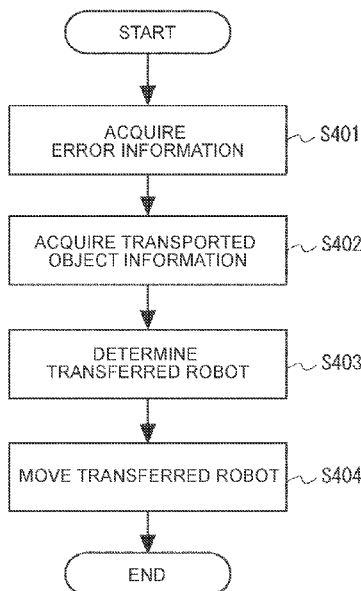 START
ACQUIRE
ERROR INFORMATION
S401
ACQUIRE TRANSPORTED
OBJECT INFORMATION
S402
DETERMINE
TRANSFERRED ROBOT
S403
MOVE TRANSFERRED ROBOT
S404
END